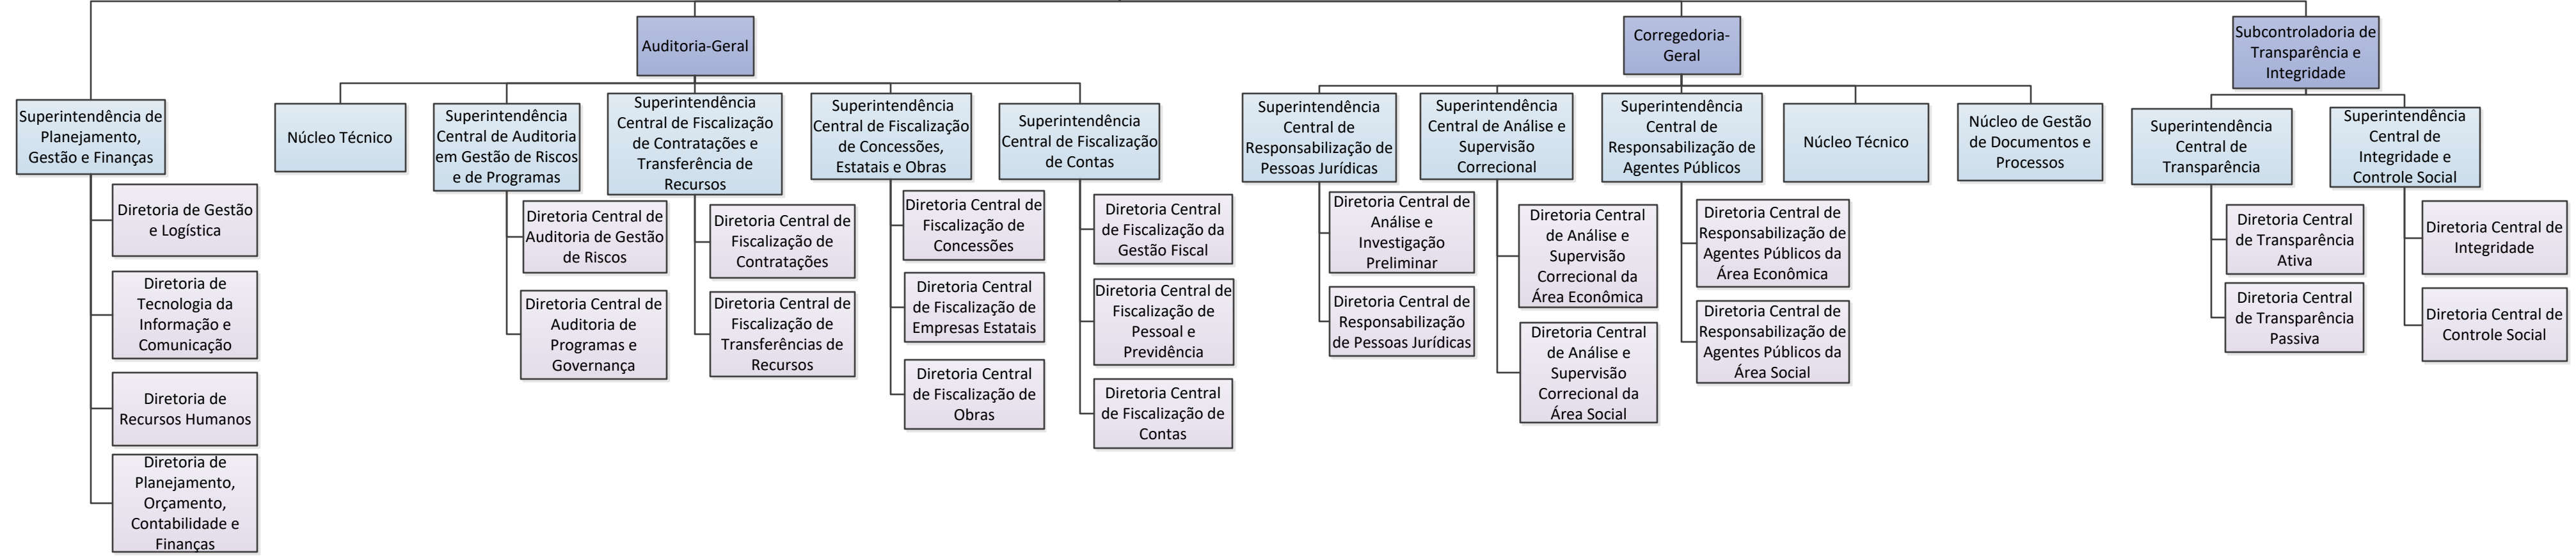 Auditoria-Geral
Corregedoria-
Geral
Subcontroladoria de
Transparência e
Integridade
Superintendência de
Planejamento,
Gestão e Finanças
Diretoria de Gestão
e Logística
Diretoria de
Tecnologia da
Informação e
Comunicação
Diretoria de
Recursos Humanos
Diretoria de
Planejamento,
Orçamento,
Contabilidade e
Finanças
Núcleo Técnico
Superintendência
Central de Auditoria
em Gestão de Riscos
e de Programas
Diretoria Central de
Auditoria de Gestão
de Riscos
Diretoria Central de
Auditoria de
Programas e
Governança
Superintendência
Central de Fiscalização
de Contratações e
Transferência de
Recursos
Diretoria Central de
Fiscalização de
Contratações
Diretoria Central de
Fiscalização de
Transferências de
Recursos
Superintendência
Central de Fiscalização
de Concessões,
Estatais e Obras
Diretoria Central de
Fiscalização de
Concessões
Diretoria Central
de Fiscalização de
Empresas Estatais
Diretoria Central
de Fiscalização de
Obras
Superintendência
Central de Fiscalização
de Contas
Diretoria Central
de Fiscalização da
Gestão Fiscal
Diretoria Central de
Fiscalização de
Pessoal e
Previdência
Diretoria Central
de Fiscalização de
Contas
Superintendência
Central de
Responsabilização de
Pessoas Jurídicas
Diretoria Central de
Análise e
Investigação
Preliminar
Diretoria Central de
Responsabilização
de Pessoas Jurídicas
Superintendência
Central de Análise e
Supervisão
Correcional
Diretoria Central
de Análise e
Supervisão
Correcional da
Área Econômica
Diretoria Central
de Análise e
Supervisão
Correcional da
Área Social
Superintendência
Central de
Responsabilização de
Agentes Públicos
Diretoria Central de
Responsabilização de
Agentes Públicos da
Área Econômica
Diretoria Central de
Responsabilização de
Agentes Públicos da
Área Social
Núcleo Técnico
Núcleo de Gestão
de Documentos e
Processos
Superintendência
Central de
Transparência
Diretoria Central
de Transparência
Ativa
Diretoria Central
de Transparência
Passiva
Superintendência
Central de
Integridade e
Controle Social
Diretoria Central de
Integridade
Diretoria Central de
Controle Social